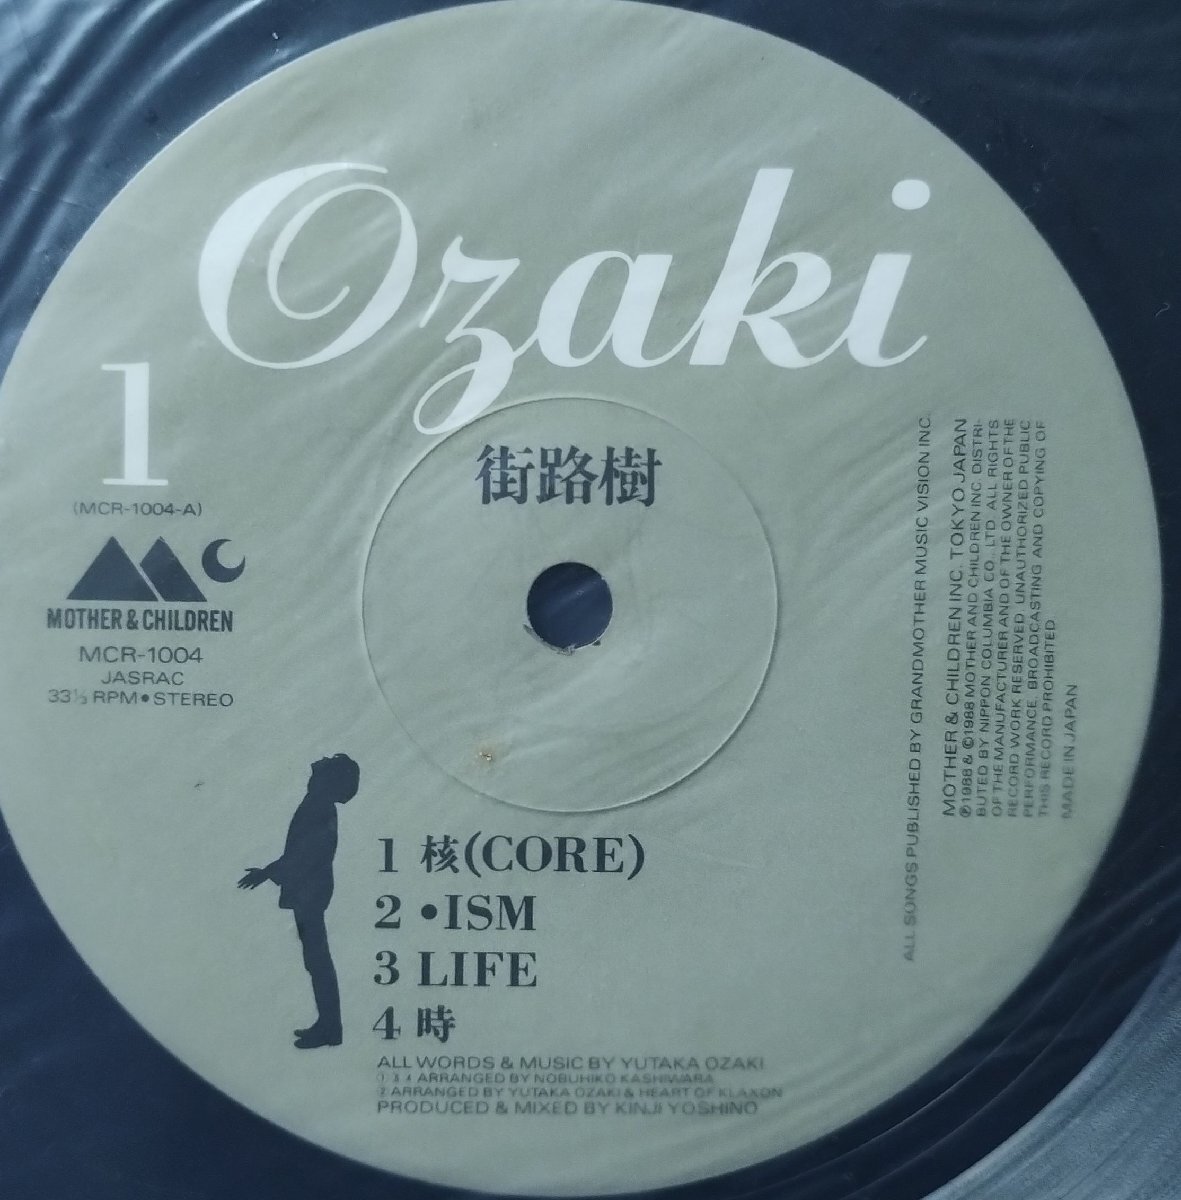 Ozaki
1
(MCR-1004-A)
MOTHER & CHILDREN
MCR-1004
JASRAC
33⅓ RPM•STEREO
街路樹
1 核(CORE)
2 •ISM
3 LIFE
4 時
ALL WORDS & MUSIC BY YUTAKA OZAKI
①③④ ARRANGED BY NOBUHIKO KASHIWARA
② ARRANGED BY YUTAKA OZAKI & HEART OF KLAXON
PRODUCED & MIXED BY KINJI YOSHINO
ALL SONGS PUBLISHED BY GRANDMOTHER MUSIC VISION INC.
MOTHER & CHILDREN INC. TOKYO JAPAN
Ⓟ1988 & ©1988 MOTHER AND CHILDREN INC. DISTRI-
BUTED BY NIPPON COLUMBIA CO., LTD. ALL RIGHTS
OF THE MANUFACTURER AND OF THE OWNER OF THE
RECORD WORK RESERVED. UNAUTHORIZED PUBLIC
PERFORMANCE, BROADCASTING AND COPYING OF
THIS RECORD PROHIBITED
MADE IN JAPAN